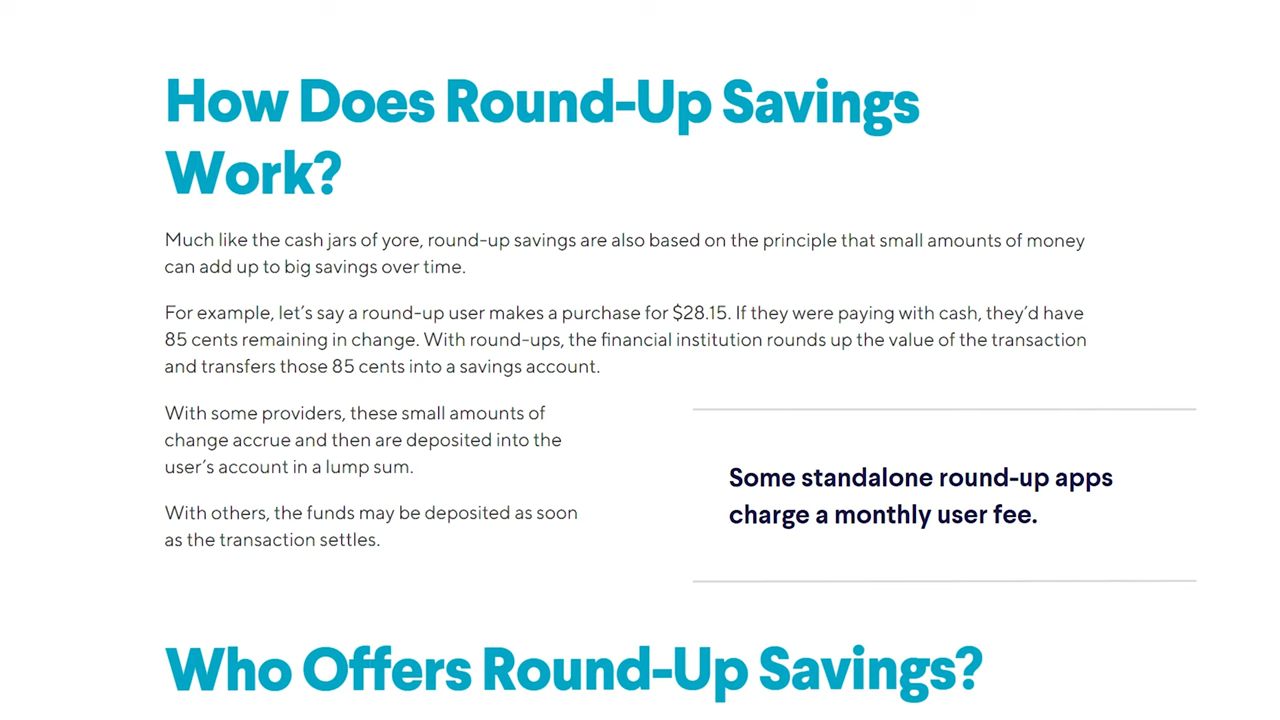 How Does Round-Up Savings
Work?
Much like the cash jars of yore, round-up savings are also based on the principle that small amounts of money
can add up to big savings over time.
For example, let's say a round-up user makes a purchase for $28.15. If they were paying with cash, they'd have
85 cents remaining in change. With round-ups, the financial institution rounds up the value of the transaction
and transfers those 85 cents into a savings account.
With some providers, these small amounts of
change accrue and then are deposited into the
user's account in a lump sum.
With others, the funds may be deposited as soon
as the transaction settles.
Some standalone round-up apps
charge a monthly user fee.
Who Offers Round-Up Savings?